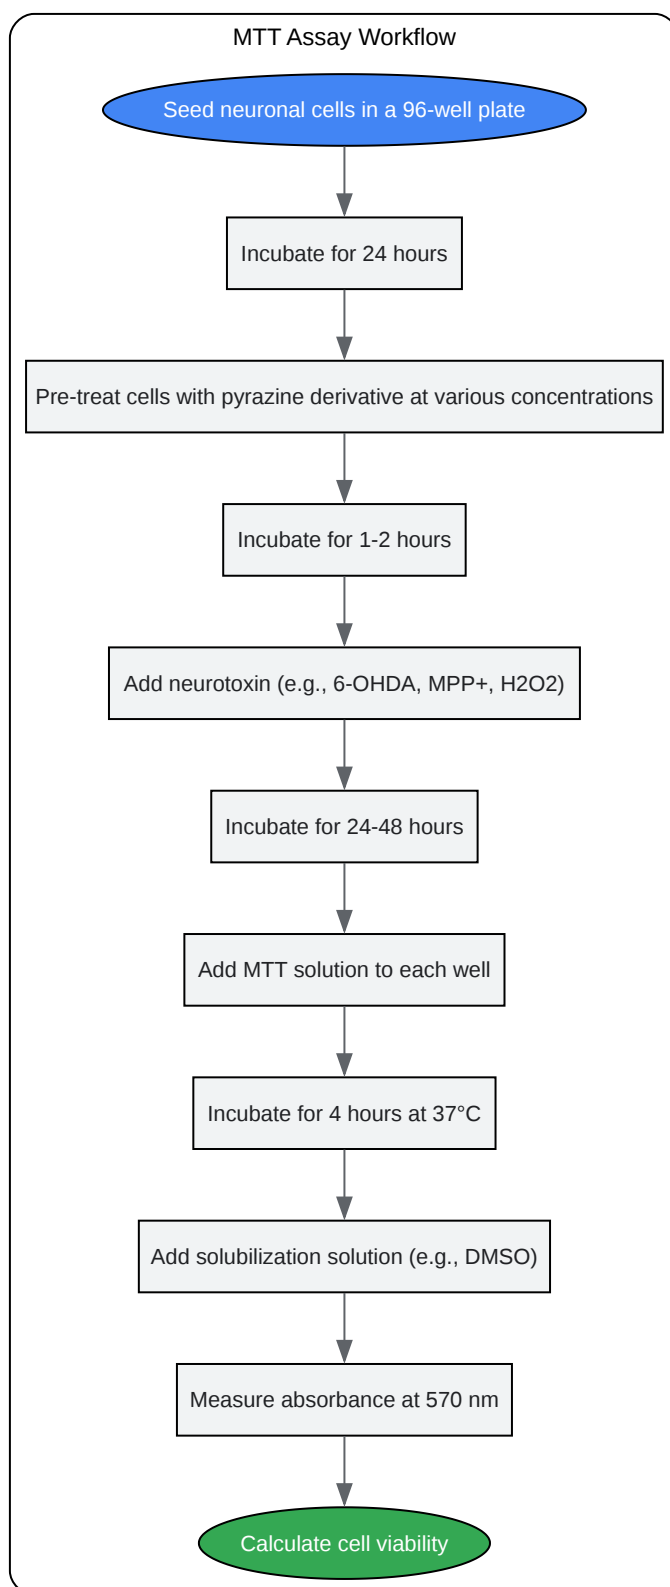 MTT Assay Workflow
Seed neuronal cells in a 96-well plate
Incubate for 24 hours
Pre-treat cells with pyrazine derivative at various concentrations
Incubate for 1-2 hours
Add neurotoxin (e.g., 6-OHDA, MPP+, H2O2)
Incubate for 24-48 hours
Add MTT solution to each well
Incubate for 4 hours at 37°C
Add solubilization solution (e.g., DMSO)
Measure absorbance at 570 nm
Calculate cell viability